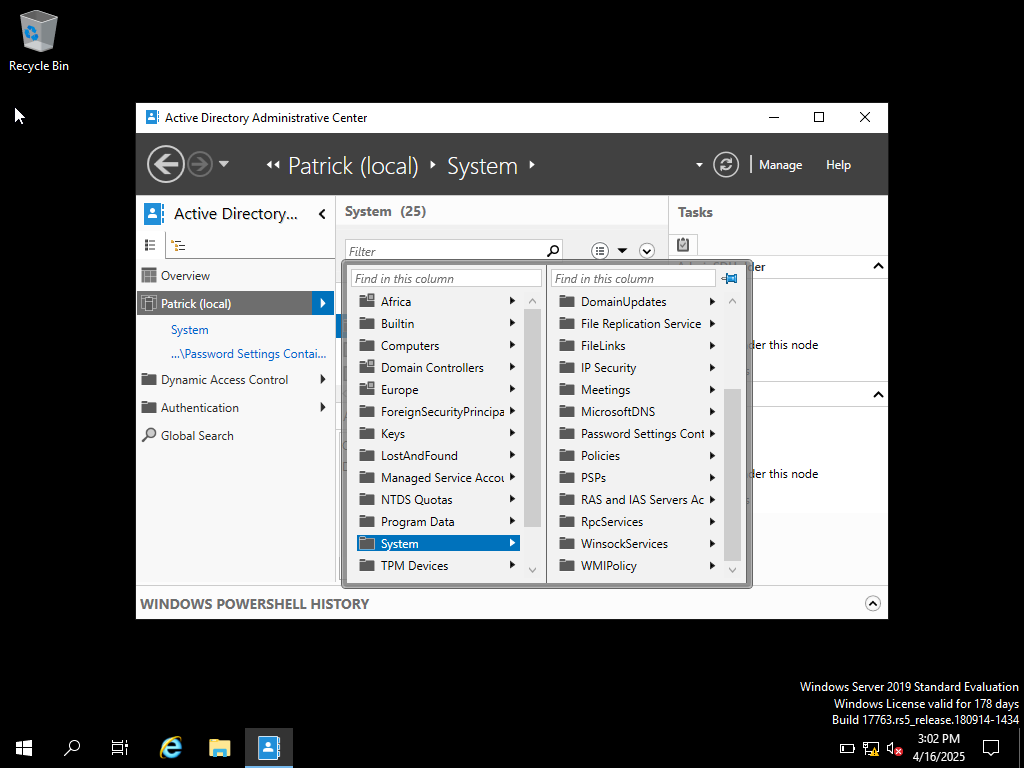 Recycle Bin
Active Directory Administrative Center
Patrick (local)
System
Manage
Help
Active Directory...
System (25)
Tasks
Filter
Overview
Patrick (local)
System
...\Password Settings Contai...
Dynamic Access Control
Authentication
Global Search
Find in this column
Africa
Builtin
Computers
Domain Controllers
Europe
ForeignSecurityPrincipa
Keys
LostAndFound
Managed Service Accou
NTDS Quotas
Program Data
System
TPM Devices
Find in this column
DomainUpdates
File Replication Service
FileLinks
IP Security
Meetings
MicrosoftDNS
Password Settings Cont
Policies
PSPs
RAS and IAS Servers Ac
RpcServices
WinsockServices
WMIPolicy
der this node
der this node
WINDOWS POWERSHELL HISTORY
Windows Server 2019 Standard Evaluation
Windows License valid for 178 days
Build 17763.rs5_release.180914-1434
3:02 PM
4/16/2025